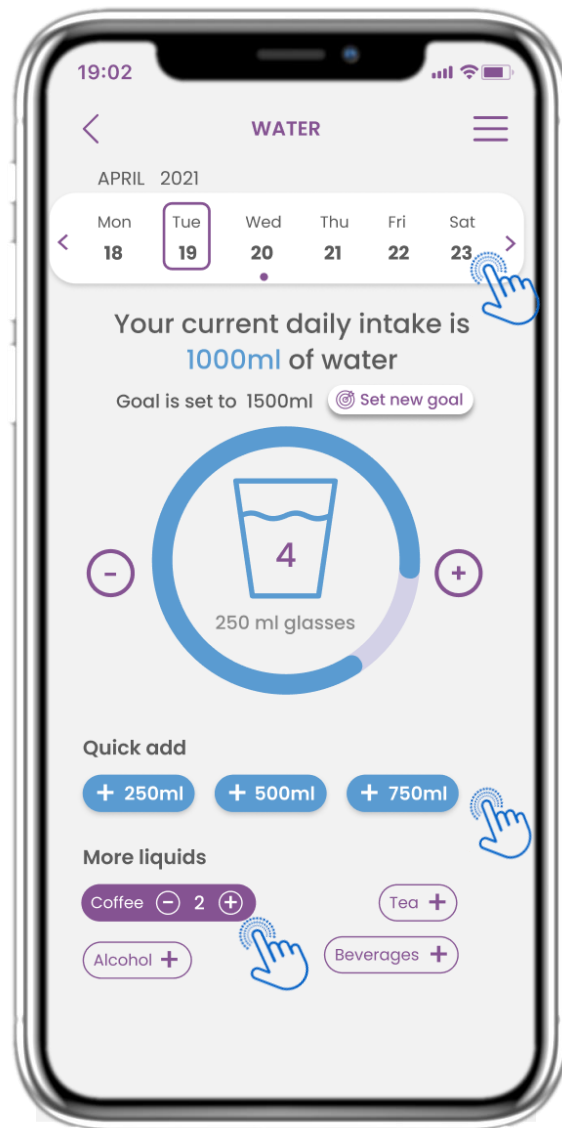 19:02
WATER
APRIL 2021
< Mon Tue Wed Thu Fri Sat >
18 19 20 21 22 23
Your current daily intake is
1000ml of water
Goal is set to 1500ml Set new goal
4
- +
250 ml glasses
Quick add
+ 250ml + 500ml + 750ml
More liquids
Coffee - 2 + Tea +
Alcohol + Beverages +